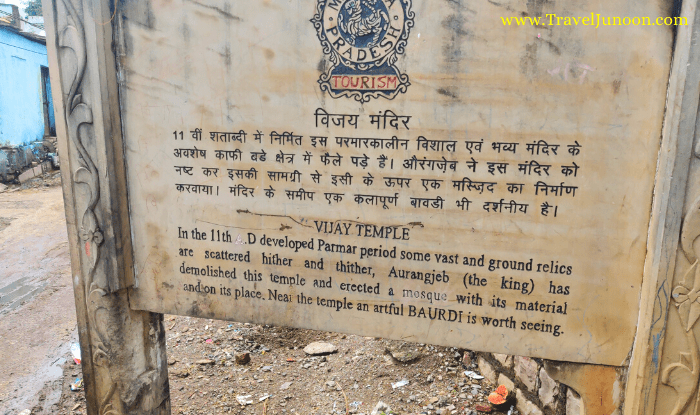 www.TravelJunoon.com
PRADESH
TOURISM
विजय मंदिर
11 वीं शताब्दी में निर्मित इस परमारकालीन विशाल एवं भव्य मंदिर के
अवशेष काफी वडे क्षेत्र में फैले पड़े हैं। औरंगजे़ब ने इस मंदिर को
नष्ट कर इसकी सामग्री से इसी के ऊपर एक मस्ज़िद का निर्माण
करवाया। मंदिर के समीप एक कलापूर्ण बावडी भी दर्शनीय है।
VIJAY TEMPLE
In the 11th .D developed Parmar period some vast and ground relics
are scattered hither and thither, Aurangjeb (the king) has
demolished this temple and erected a mosque with its material
and on its place. Near the temple an artful BAURDI is worth seeing.